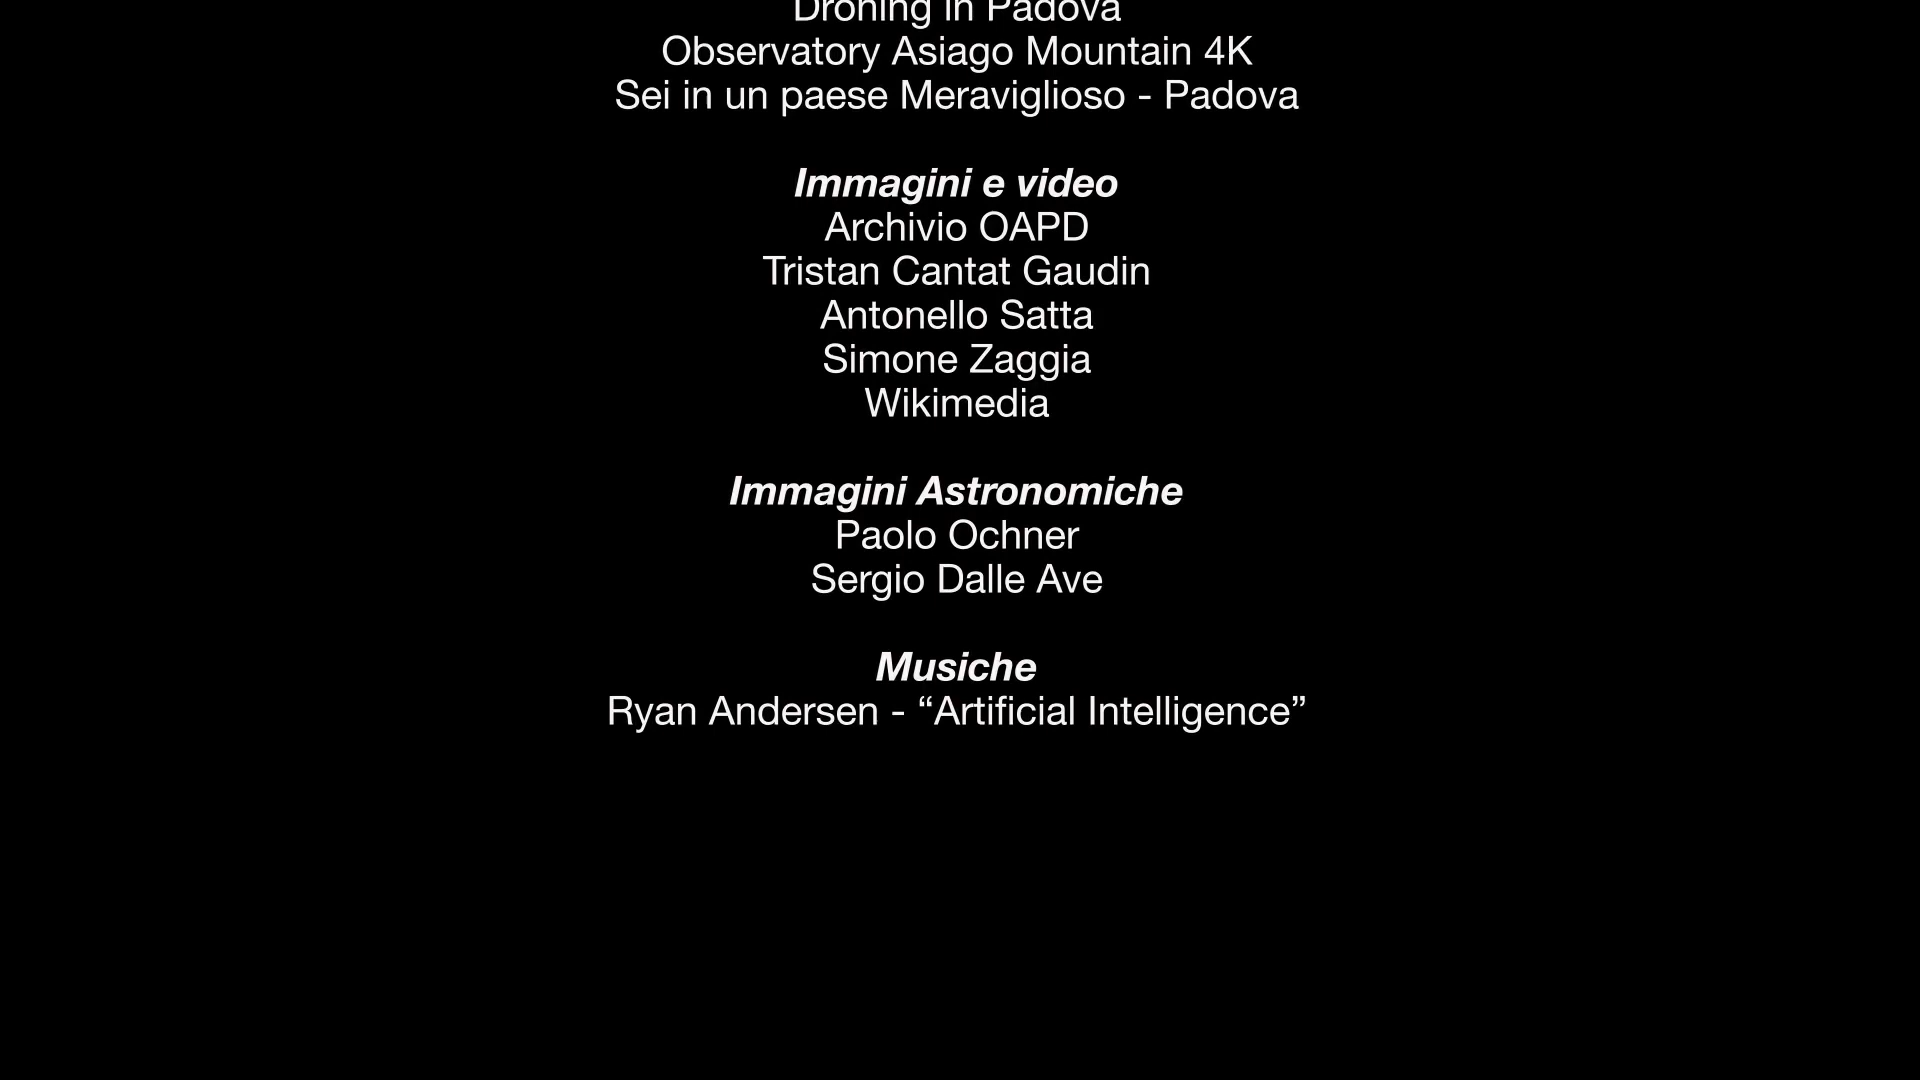 Droning in Padova
Observatory Asiago Mountain 4K
Sei in un paese Meraviglioso - Padova
Immagini e video
Archivio OAPD
Tristan Cantat Gaudin
Antonello Satta
Simone Zaggia
Wikimedia
Immagini Astronomiche
Paolo Ochner
Sergio Dalle Ave
Musiche
Ryan Andersen - “Artificial Intelligence”